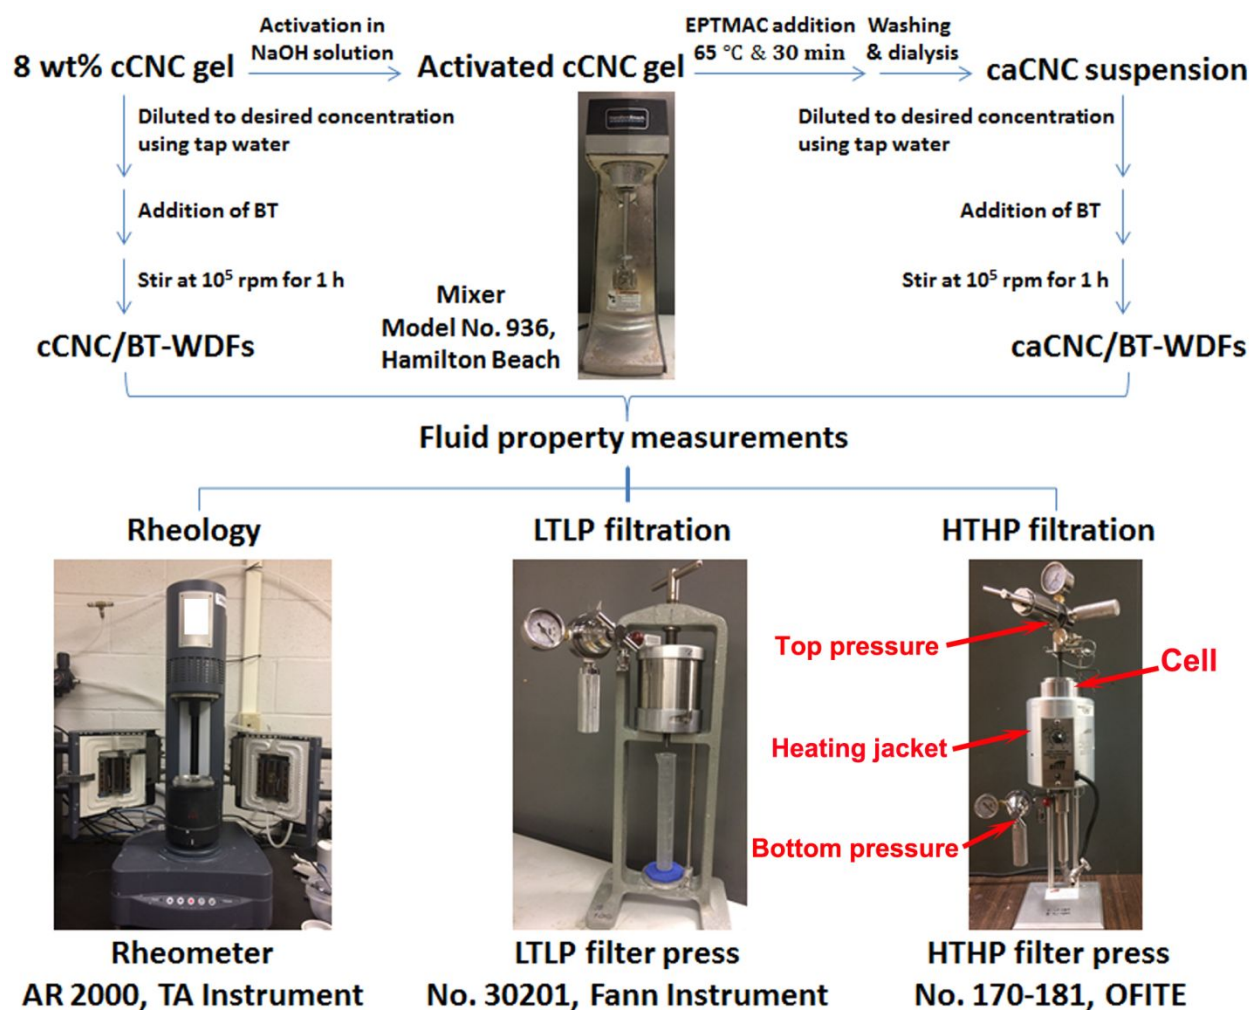 Activation in
NaOH solution
EPTMAC addition
65 °C & 30 min
Washing
& dialysis
8 wt% cCNC gel
Activated cCNC gel
caCNC suspension
Diluted to desired concentration
using tap water
Diluted to desired concentration
using tap water
Addition of BT
Addition of BT
Stir at 10⁵ rpm for 1 h
Stir at 10⁵ rpm for 1 h
Mixer
Model No. 936,
Hamilton Beach
cCNC/BT-WDFs
caCNC/BT-WDFs
Fluid property measurements
Rheology
LTLP filtration
HTHP filtration
Top pressure
Cell
Heating jacket
Bottom pressure
Rheometer
AR 2000, TA Instrument
LTLP filter press
No. 30201, Fann Instrument
HTHP filter press
No. 170-181, OFITE